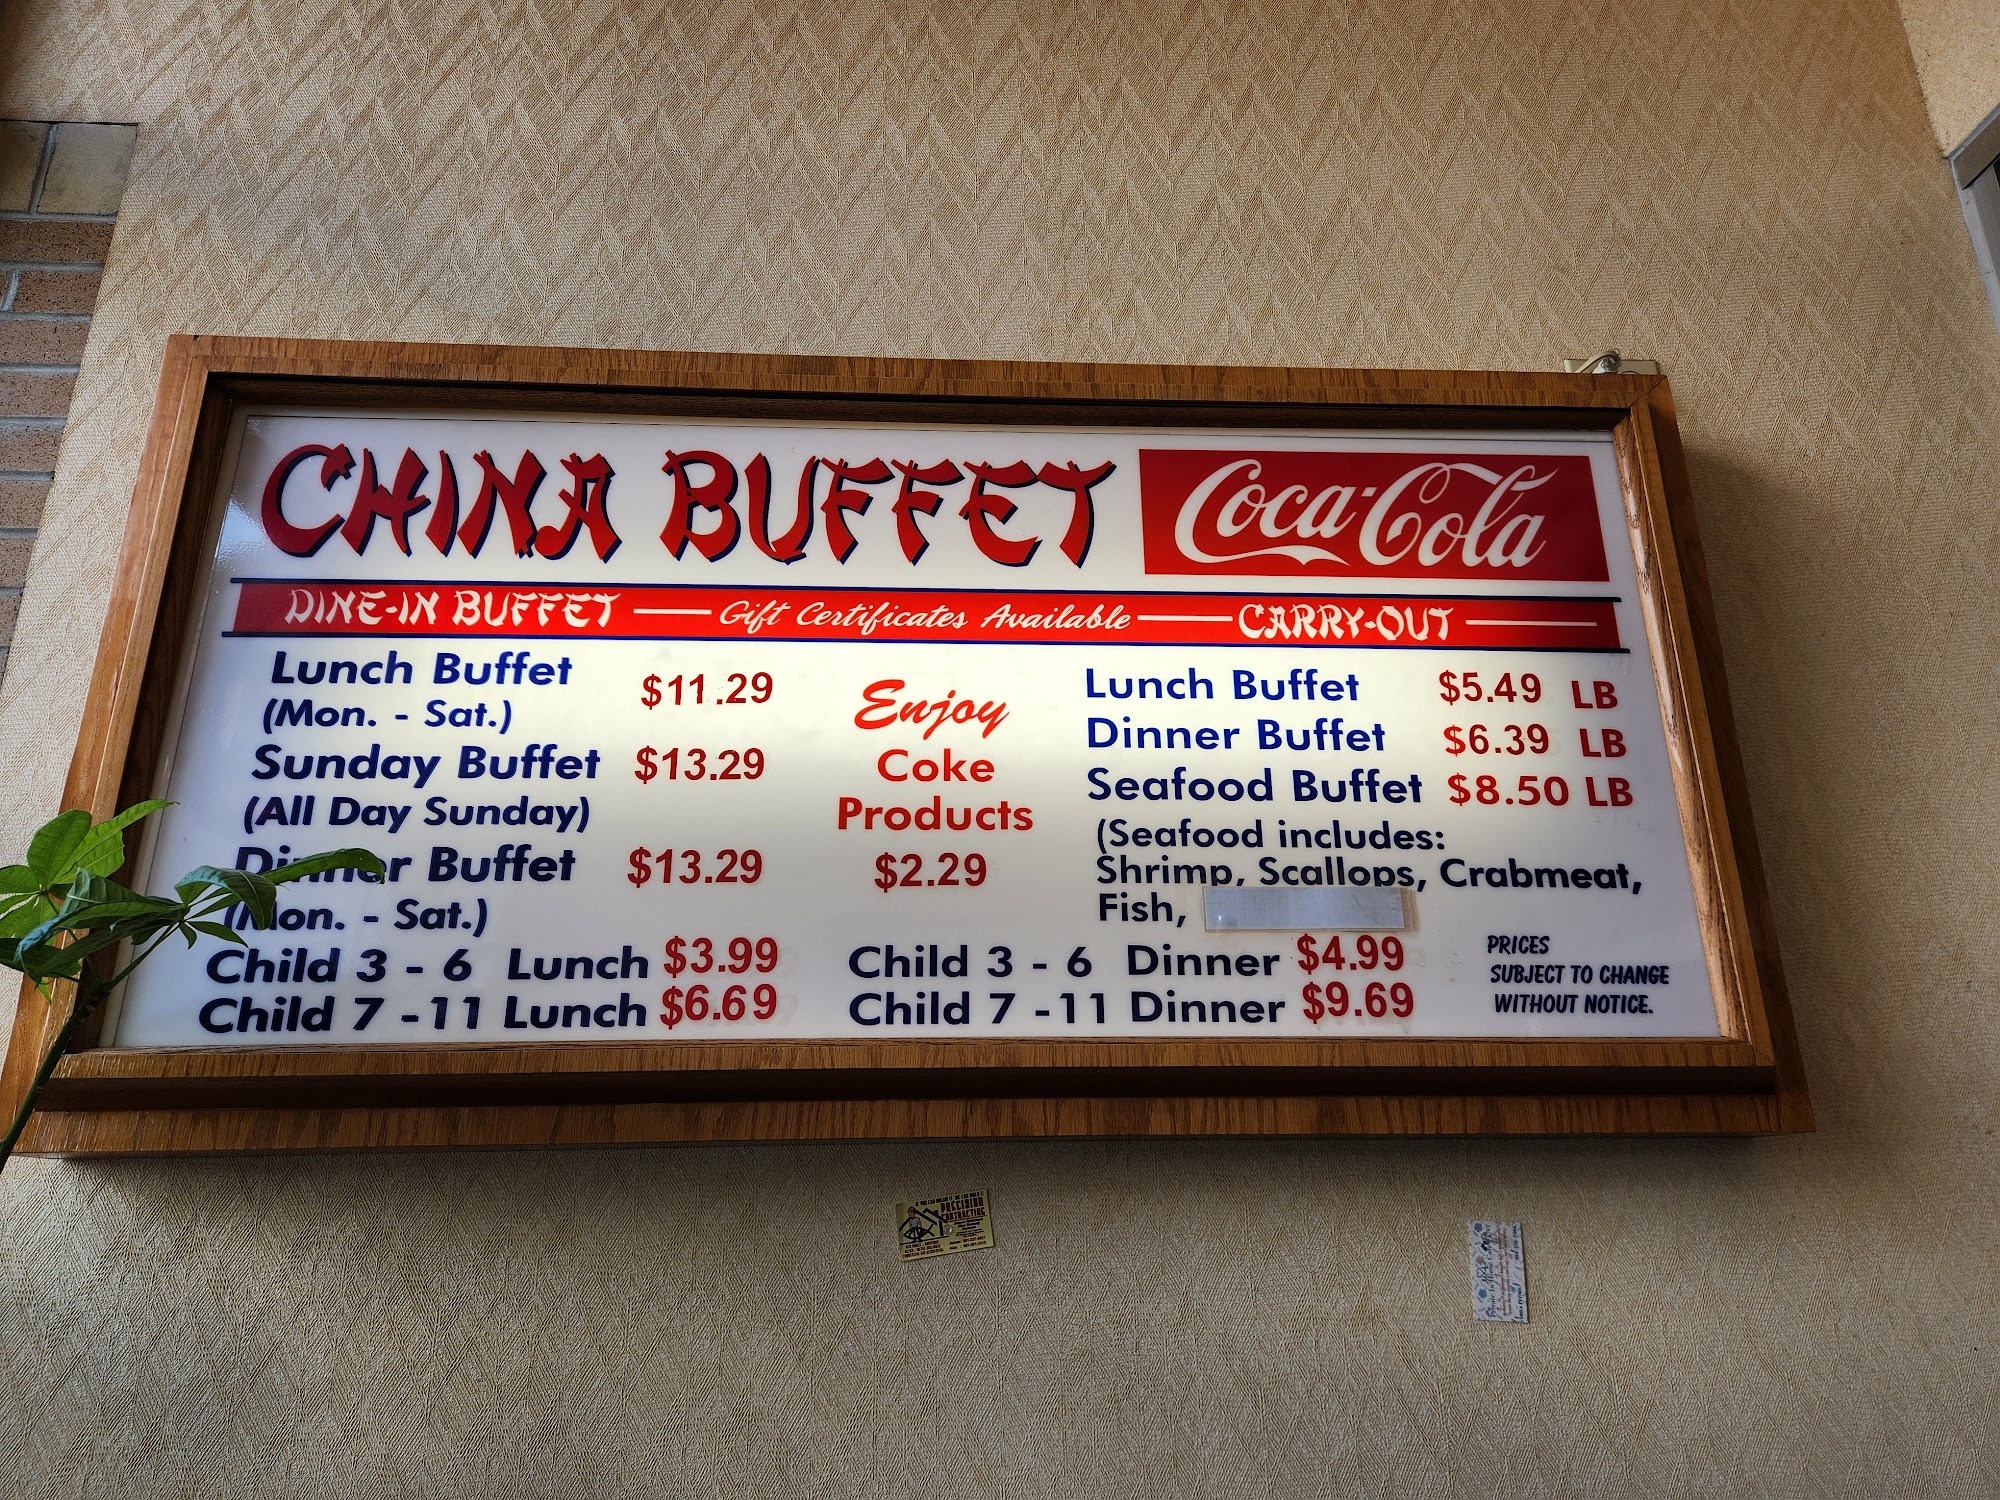 CHINA BUFFET
Coca-Cola
DINE-IN BUFFET Gift Certificates Available CARRY-OUT
Lunch Buffet $11.29
(Mon. - Sat.)
Sunday Buffet $13.29
(All Day Sunday)
Dinner Buffet $13.29
(Mon. - Sat.)
Enjoy
Coke
Products
$2.29
Lunch Buffet $5.49 LB
Dinner Buffet $6.39 LB
Seafood Buffet $8.50 LB
(Seafood includes:
Shrimp, Scallops, Crabmeat,
Fish,
Child 3 - 6 Lunch $3.99
Child 7 -11 Lunch $6.69
Child 3 - 6 Dinner $4.99
Child 7 -11 Dinner $9.69
PRICES
SUBJECT TO CHANGE
WITHOUT NOTICE.
PRECISION
CONTRACTING